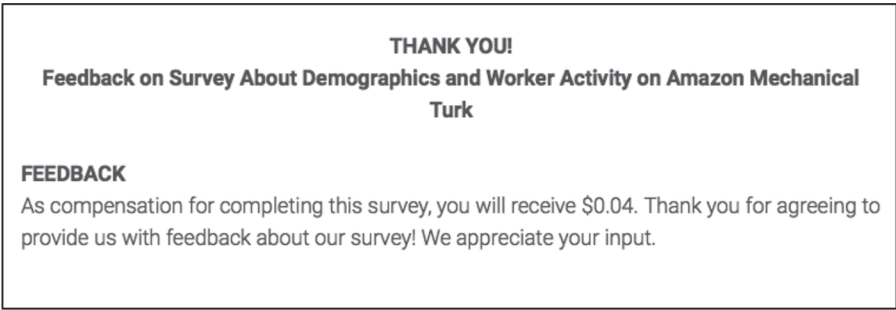 THANK YOU!
Feedback on Survey About Demographics and Worker Activity on Amazon Mechanical
Turk
FEEDBACK
As compensation for completing this survey, you will receive $0.04. Thank you for agreeing to
provide us with feedback about our survey! We appreciate your input.